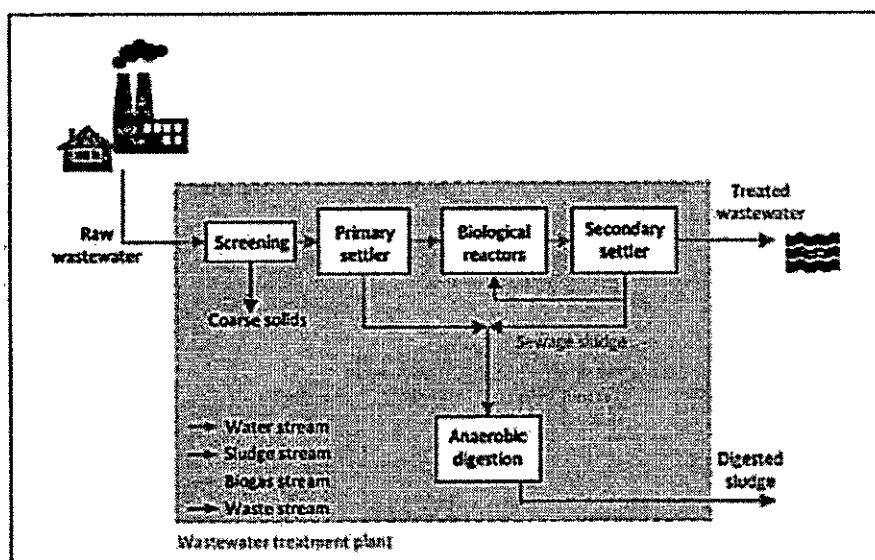 Raw
wastewater
Screening
Coarse solids
Primary
settler
Biological
reactors
Secondary
settler
Treated
wastewater
Sewage sludge
Anaerobic
digestion
Digested
sludge
Water stream
Sludge stream
Biogas stream
Waste stream
Wastewater treatment plant